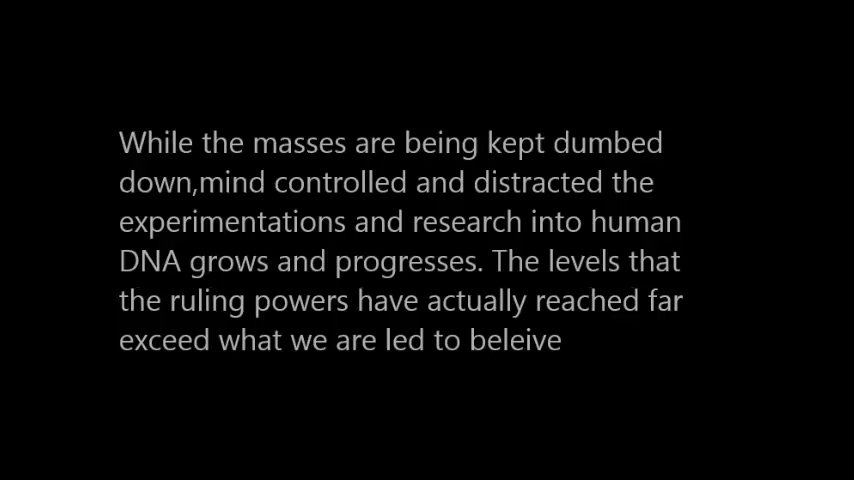 While the masses are being kept dumbed
down,mind controlled and distracted the
experimentations and research into human
DNA grows and progresses. The levels that
the ruling powers have actually reached far
exceed what we are led to beleive